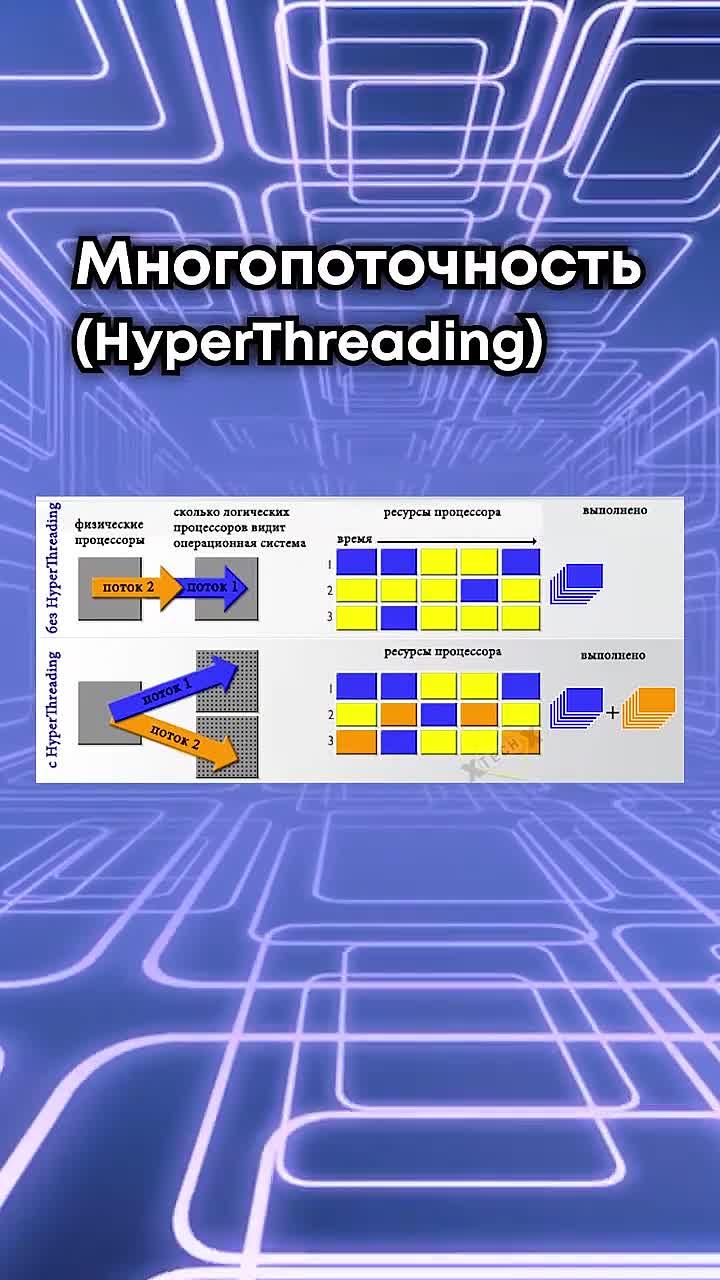 Многопоточность
(HyperThreading)
без HyperThreading
физические
процессоры
сколько логических
процессоров видит
операционная система
ресурсы процессора
выполнено
время
поток 2
поток 1
1
2
3
с HyperThreading
ресурсы процессора
выполнено
поток 1
поток 2
1
2
3
+
XTECHX